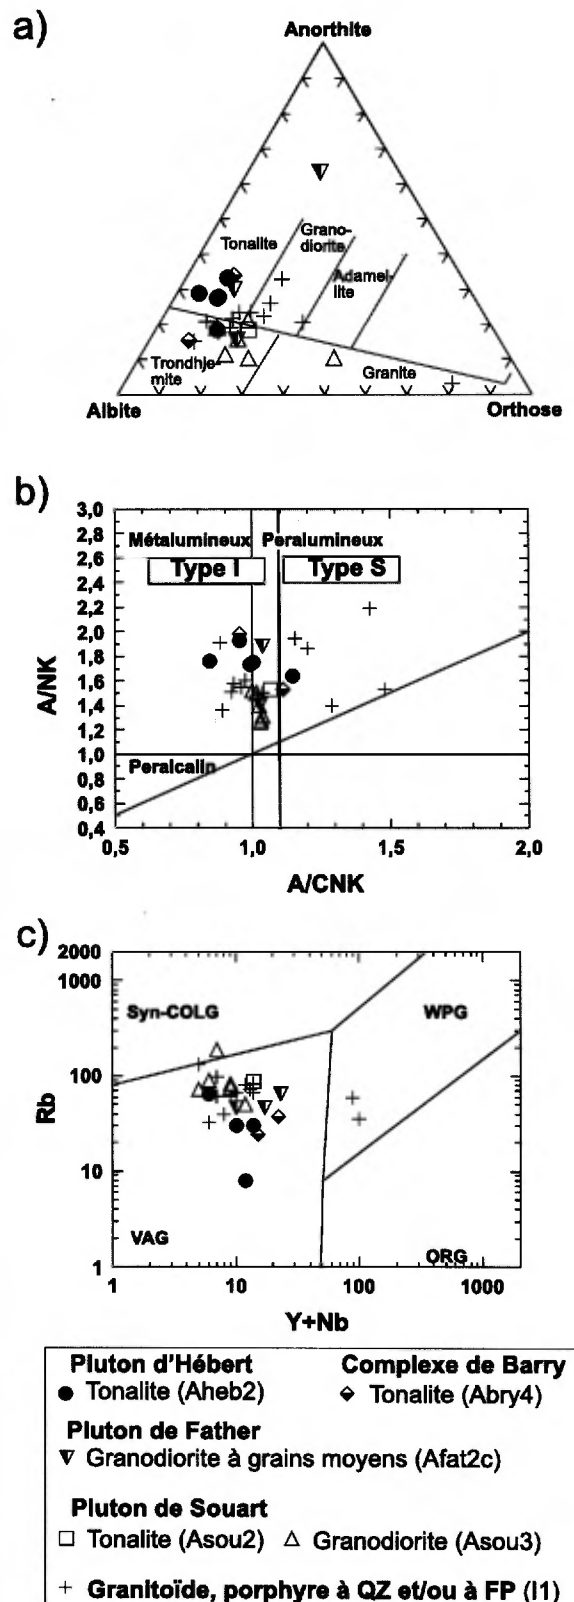 a)
Anorthite
Tonalite
Grano-
diorite
Adamel-
lite
Trondhje-
mite
Granite
Albite
Orthose
b)
3,0
2,8
2,6
2,4
2,2
2,0
1,8
1,6
1,4
1,2
1,0
0,8
0,6
0,4
A/NK
Métalumineux
Peralumineux
Type I
Type S
Peralcalin
0,5
1,0
1,5
2,0
A/CNK
c)
2000
1000
100
10
1
Rb
Syn-COLG
WPG
VAG
ORG
1
10
100
1000
Y+Nb
Pluton d'Hébert
Complexe de Barry
Tonalite (Aheb2)
Tonalite (Abry4)
Pluton de Father
Granodiorite à grains moyens (Afat2c)
Pluton de Souart
Tonalite (Asou2)
Granodiorite (Asou3)
Granitoïde, porphyre à QZ et/ou à FP (I1)